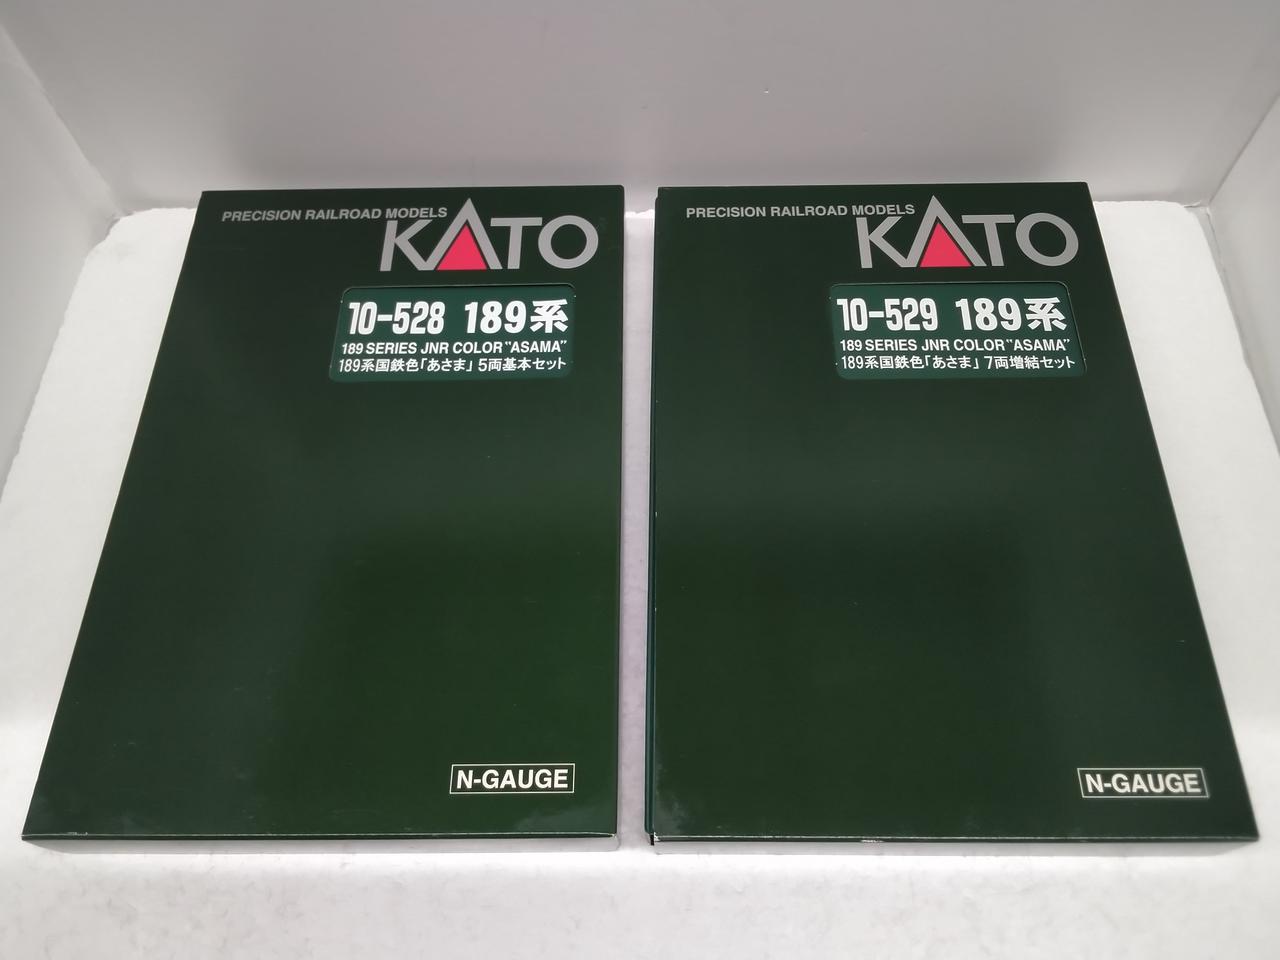 PRECISION RAILROAD MODELS
KATO
10-528 189系
189 SERIES JNR COLOR "ASAMA"
189系国鉄色「あさま」5両基本セット
N-GAUGE
PRECISION RAILROAD MODELS
KATO
10-529 189系
189 SERIES JNR COLOR "ASAMA"
189系国鉄色「あさま」7両増結セット
N-GAUGE